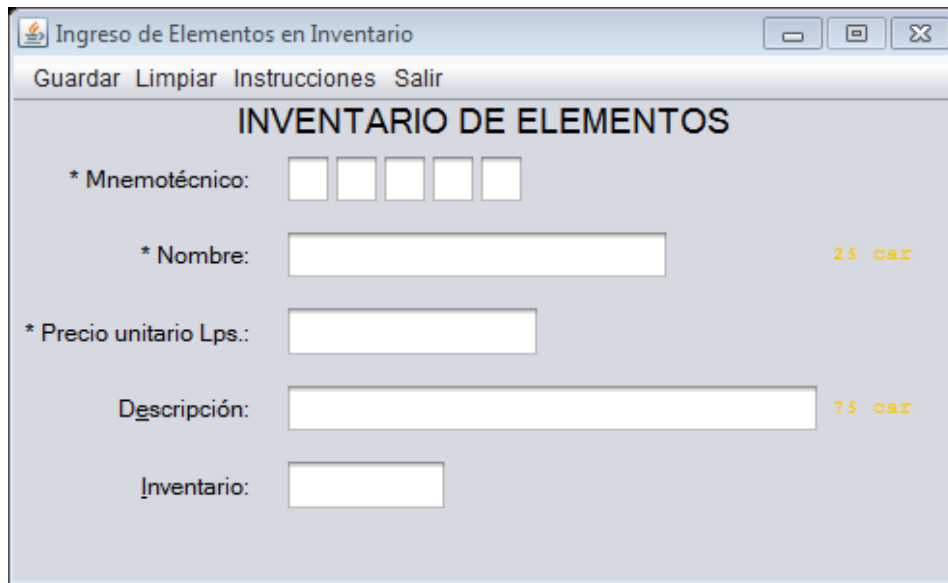 Ingreso de Elementos en Inventario
Guardar Limpiar Instrucciones Salir
INVENTARIO DE ELEMENTOS
* Mnemotécnico:
* Nombre: 25 car
* Precio unitario Lps.:
Descripción: 75 car
Inventario: